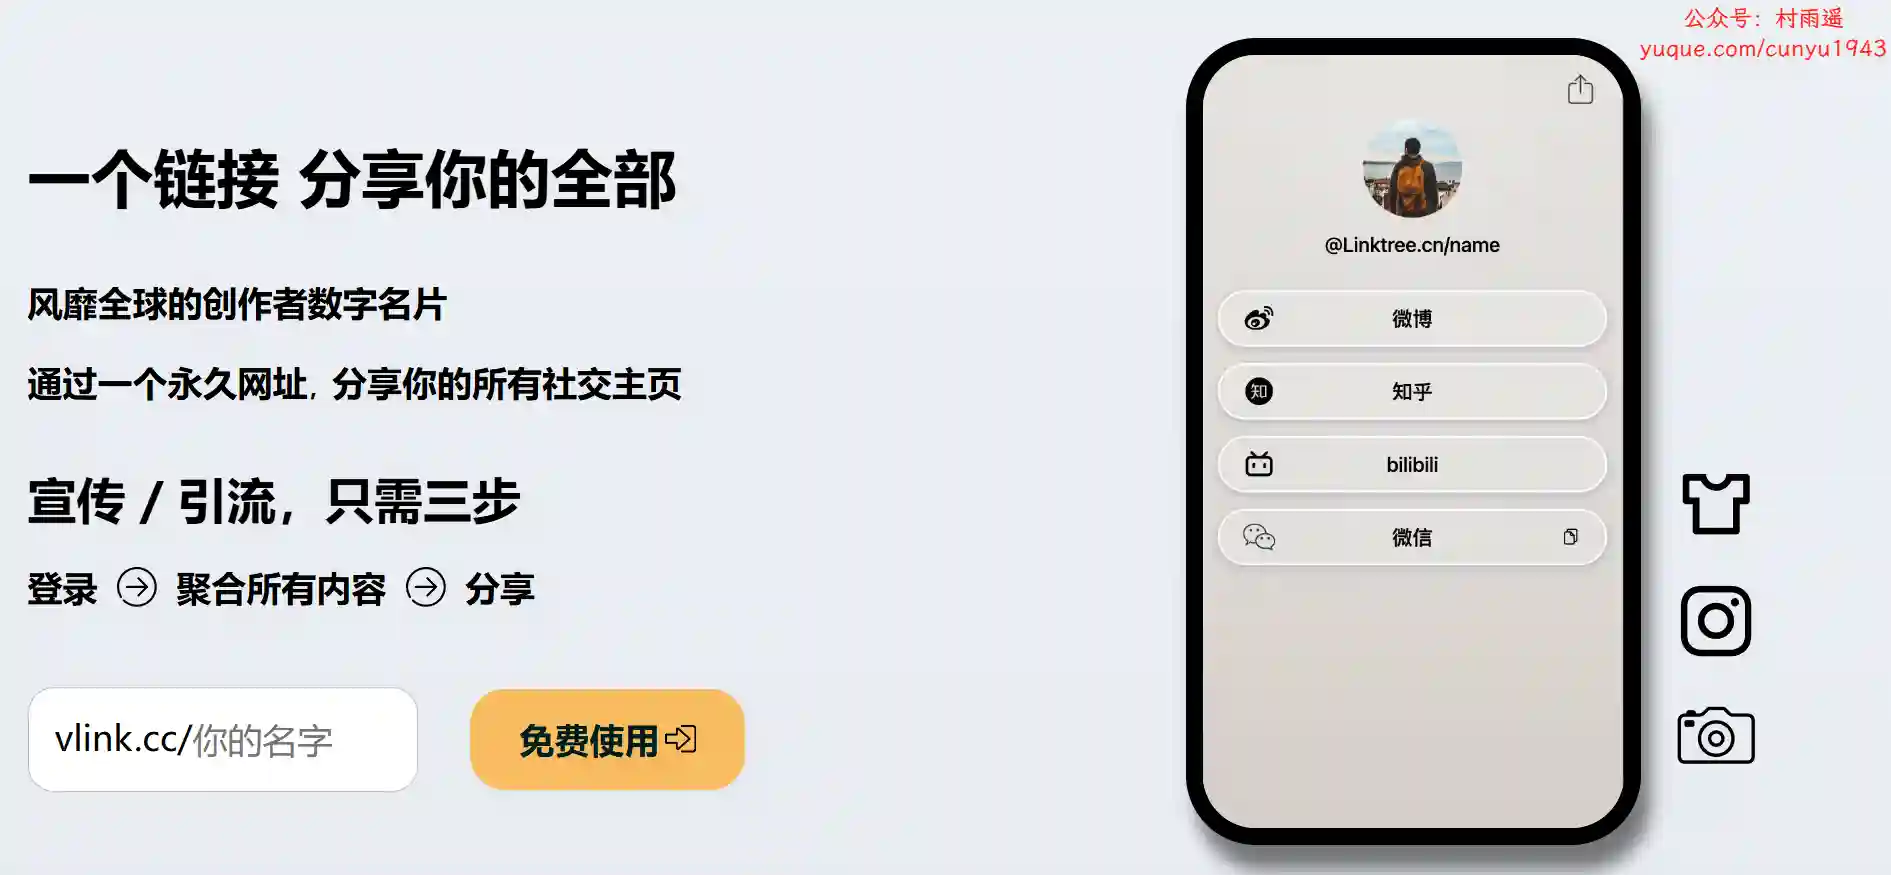 公众号：村雨遥
yuque.com/cunyu1943
一个链接 分享你的全部
风靡全球的创作者数字名片
通过一个永久网址, 分享你的所有社交主页
宣传 / 引流，只需三步
登录 聚合所有内容 分享
vlink.cc/你的名字
免费使用
@Linktree.cn/name
微博
知 知乎
bilibili
微信